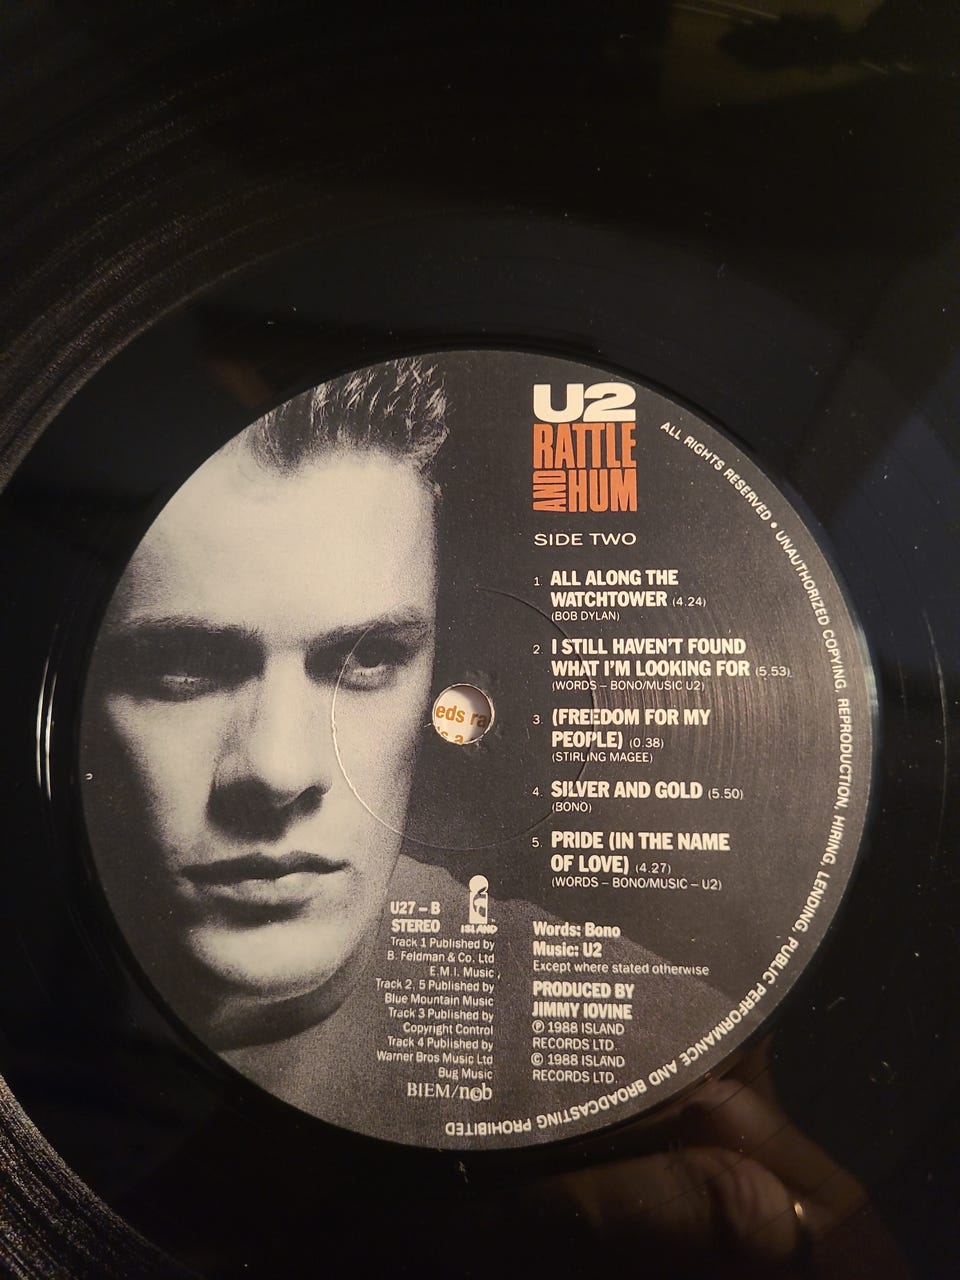 U2
RATTLE
AND HUM
SIDE TWO
1. ALL ALONG THE
WATCHTOWER (4.24)
(BOB DYLAN)
2. I STILL HAVEN'T FOUND
WHAT I'M LOOKING FOR (5.53)
(WORDS – BONO/MUSIC U2)
3. (FREEDOM FOR MY
PEOPLE) (0.38)
(STIRLING MAGEE)
4. SILVER AND GOLD (5.50)
(BONO)
5. PRIDE (IN THE NAME
OF LOVE) (4.27)
(WORDS – BONO/MUSIC – U2)
Words: Bono
Music: U2
Except where stated otherwise
PRODUCED BY
JIMMY IOVINE
℗ 1988 ISLAND
RECORDS LTD.
© 1988 ISLAND
RECORDS LTD.
U27 – B
STEREO
ISLAND
Track 1 Published by
B. Feldman & Co. Ltd
E.M.I. Music,
Track 2, 5 Published by
Blue Mountain Music
Track 3 Published by
Copyright Control
Track 4 Published by
Warner Bros Music Ltd
Bug Music
BIEM/ncb
ALL RIGHTS RESERVED • UNAUTHORIZED COPYING, REPRODUCTION, HIRING, LENDING, PUBLIC PERFORMANCE AND BROADCASTING PROHIBITED
eds ra